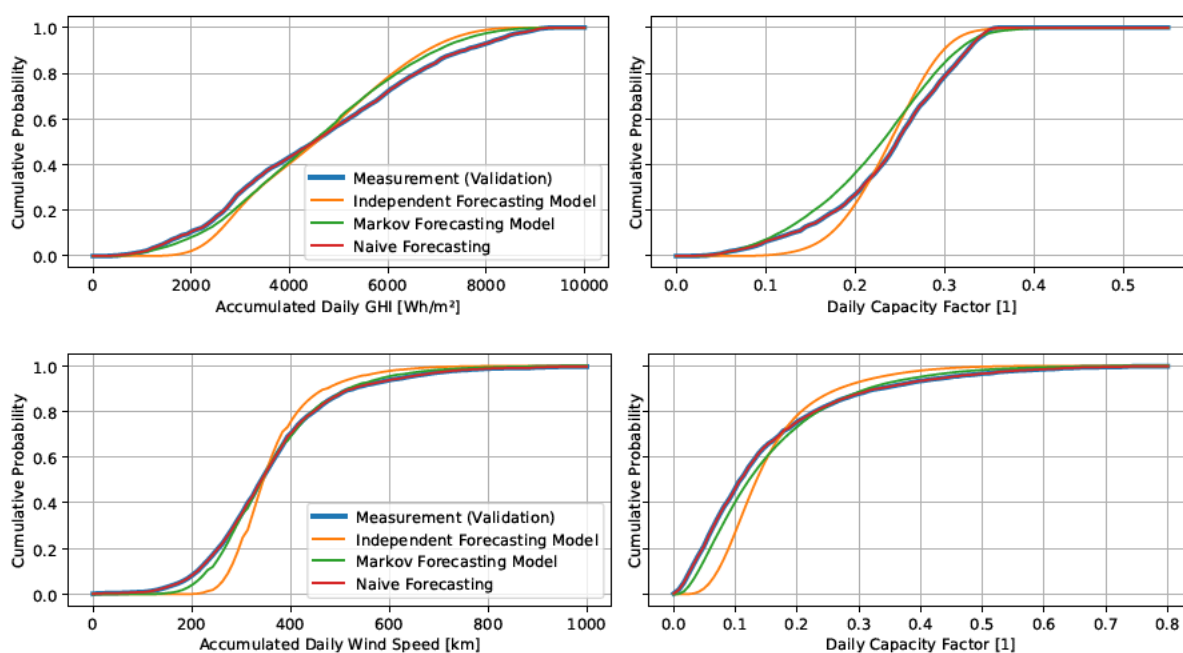 Cumulative Probability
1.0
0.8
0.6
0.4
0.2
0.0
Measurement (Validation)
Independent Forecasting Model
Markov Forecasting Model
Naive Forecasting
0 2000 4000 6000 8000 10000
Accumulated Daily GHI [Wh/m²]
Cumulative Probability
0.0 0.1 0.2 0.3 0.4 0.5
Daily Capacity Factor [1]
Cumulative Probability
1.0
0.8
0.6
0.4
0.2
0.0
Measurement (Validation)
Independent Forecasting Model
Markov Forecasting Model
Naive Forecasting
0 200 400 600 800 1000
Accumulated Daily Wind Speed [km]
Cumulative Probability
0.0 0.1 0.2 0.3 0.4 0.5 0.6 0.7 0.8
Daily Capacity Factor [1]